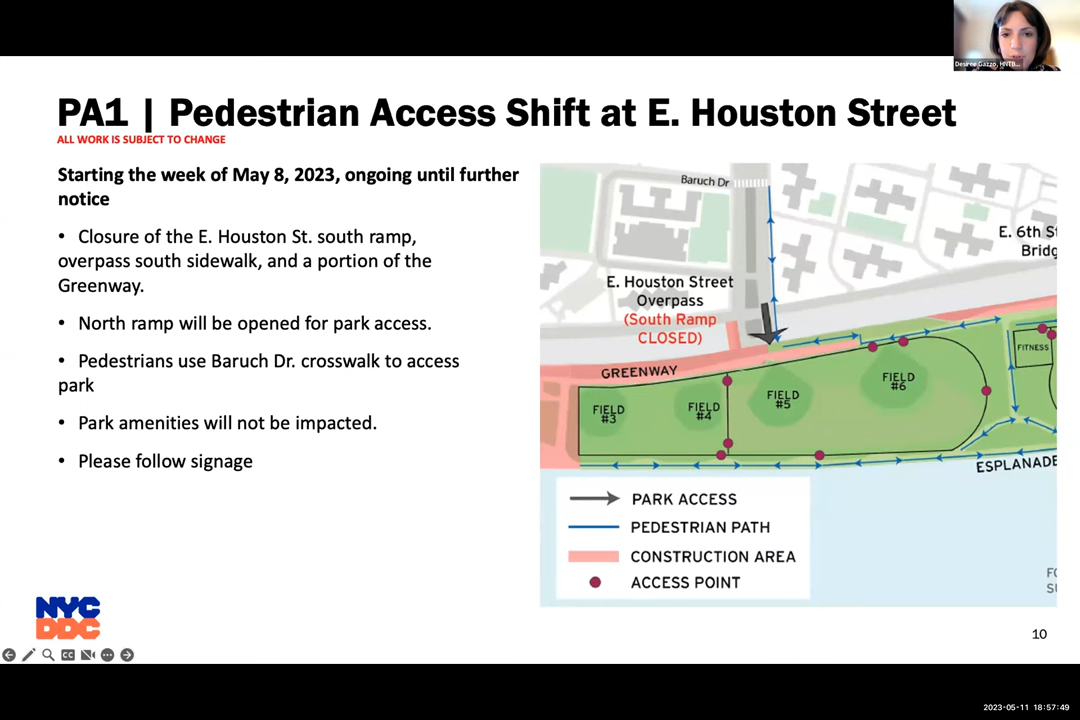 Desiree Gazzo, HNTB...
PA1 | Pedestrian Access Shift at E. Houston Street
ALL WORK IS SUBJECT TO CHANGE
Starting the week of May 8, 2023, ongoing until further
notice
• Closure of the E. Houston St. south ramp,
overpass south sidewalk, and a portion of the
Greenway.
• North ramp will be opened for park access.
• Pedestrians use Baruch Dr. crosswalk to access
park
• Park amenities will not be impacted.
• Please follow signage
Baruch Dr
E. 6th St
Bridg
E. Houston Street
Overpass
(South Ramp
CLOSED)
GREENWAY
FITNESS
FIELD
#3
FIELD
#4
FIELD
#5
FIELD
#6
ESPLANADE
PARK ACCESS
PEDESTRIAN PATH
CONSTRUCTION AREA
ACCESS POINT
NYC
DDC
CC
10
2023-05-11 18:57:49